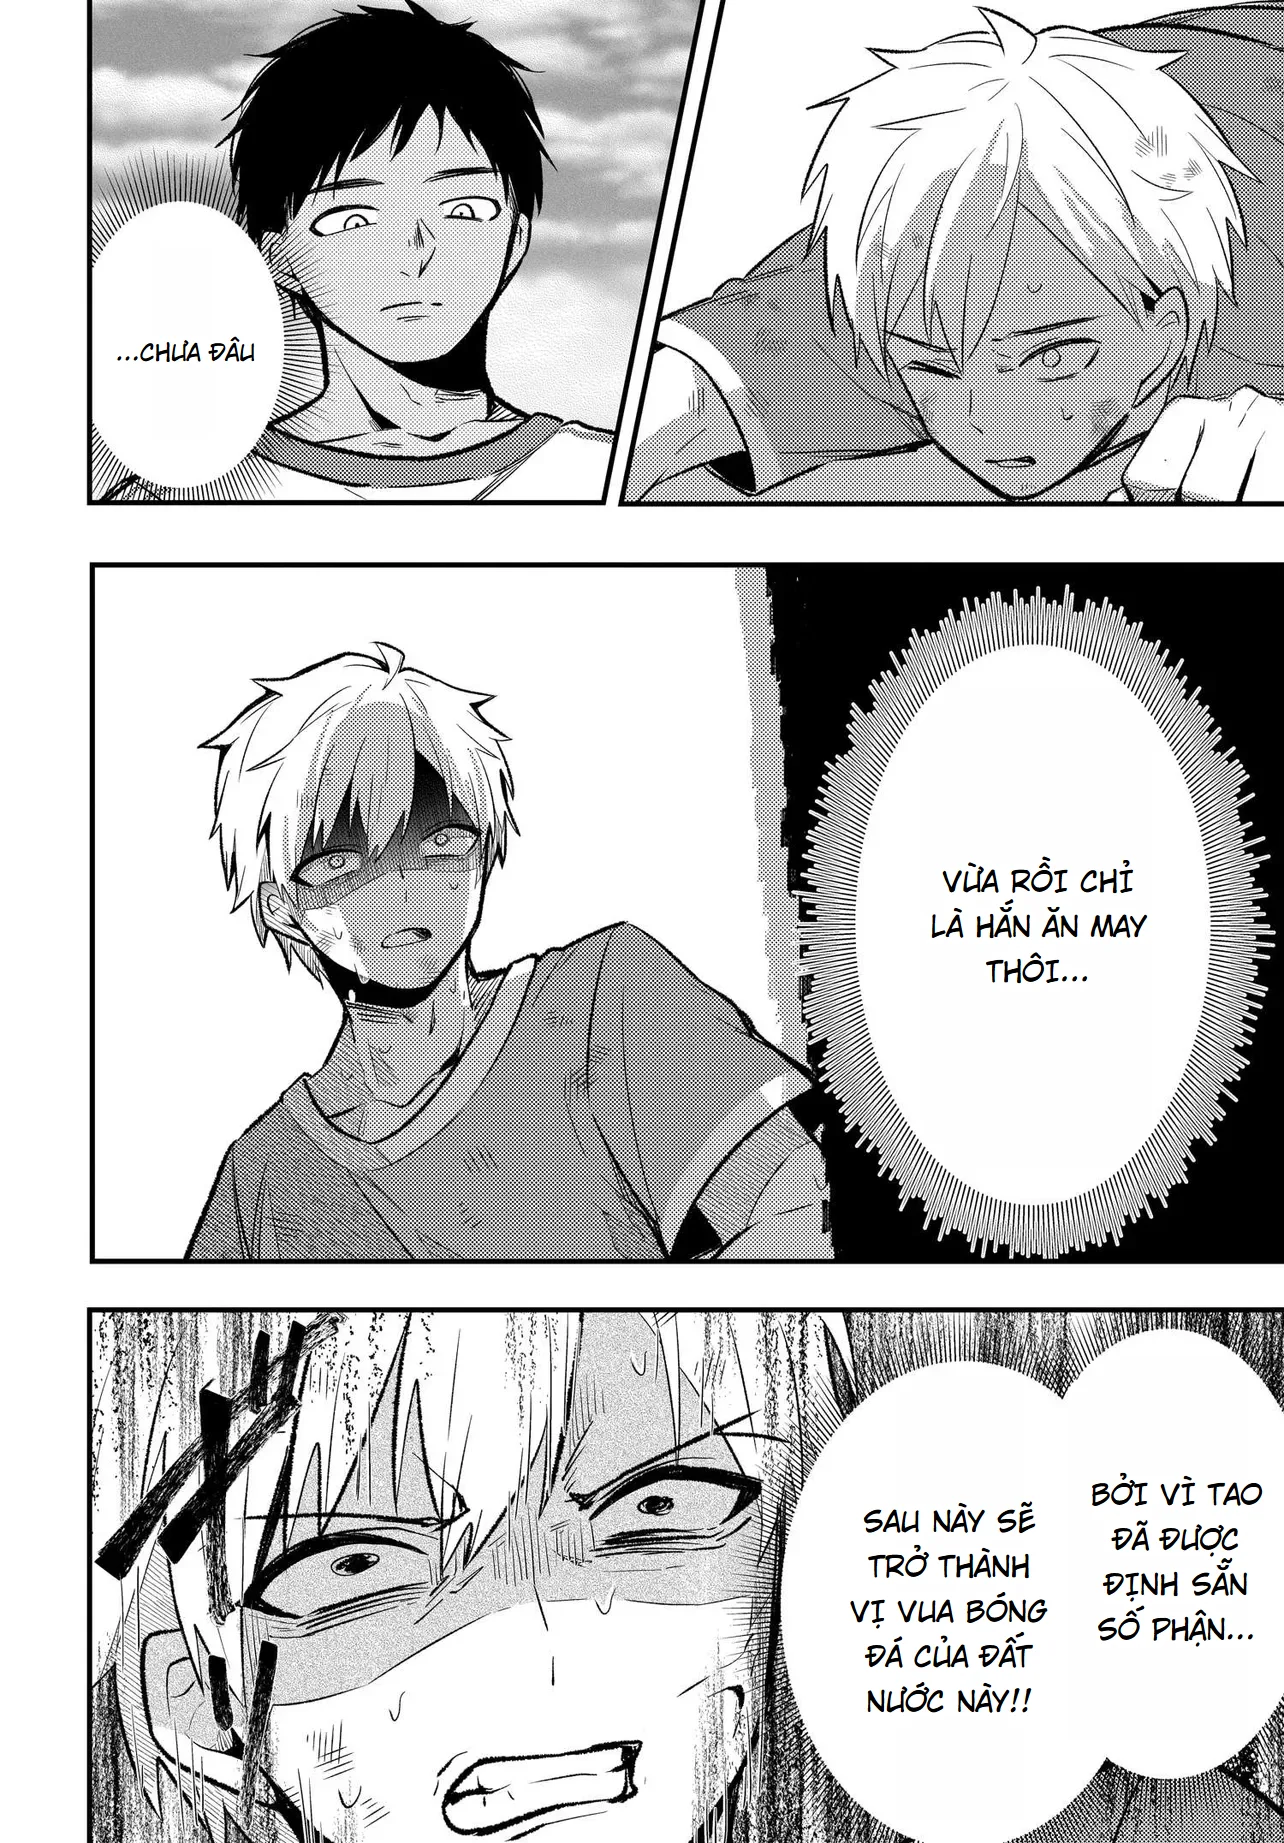 ...CHƯA ĐÂU
VỪA RỒI CHỈ
LÀ HẮN ĂN MAY
THÔI...
BỞI VÌ TAO
ĐÃ ĐƯỢC
ĐỊNH SẴN
SỐ PHẬN...
SAU NÀY SẼ
TRỞ THÀNH
VỊ VUA BÓNG
ĐÁ CỦA ĐẤT
NƯỚC NÀY!!